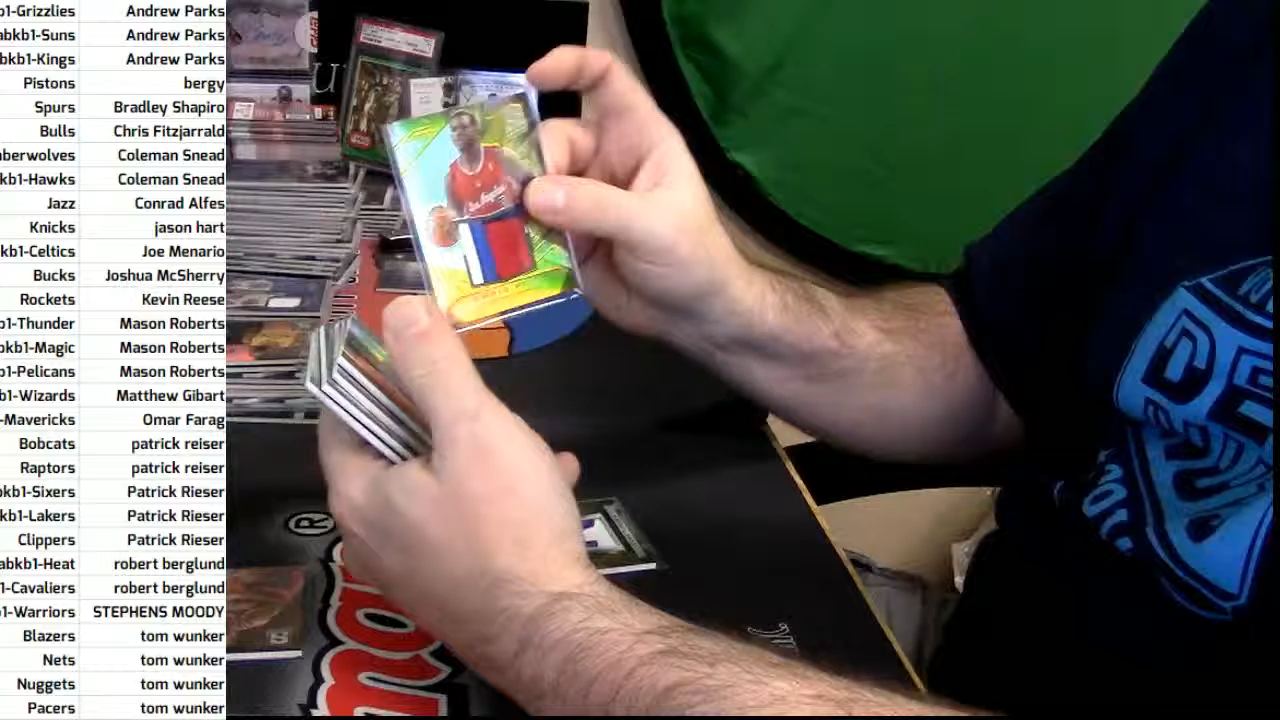 b1-Grizzlies Andrew Parks
abkb1-Suns Andrew Parks
abkb1-Kings Andrew Parks
Pistons bergy
Spurs Bradley Shapiro
Bulls Chris Fitzjarrald
berwolves Coleman Snead
kb1-Hawks Coleman Snead
Jazz Conrad Alfes
Knicks jason hart
kb1-Celtics Joe Menario
Bucks Joshua McSherry
Rockets Kevin Reese
b1-Thunder Mason Roberts
bkb1-Magic Mason Roberts
b1-Pelicans Mason Roberts
b1-Wizards Matthew Gibart
-Mavericks Omar Farag
Bobcats patrick reiser
Raptors patrick reiser
kb1-Sixers Patrick Rieser
kb1-Lakers Patrick Rieser
Clippers Patrick Rieser
abkb1-Heat robert berglund
1-Cavaliers robert berglund
1-Warriors STEPHENS MOODY
Blazers tom wunker
Nets tom wunker
Nuggets tom wunker
Pacers tom wunker
Los Angeles
®